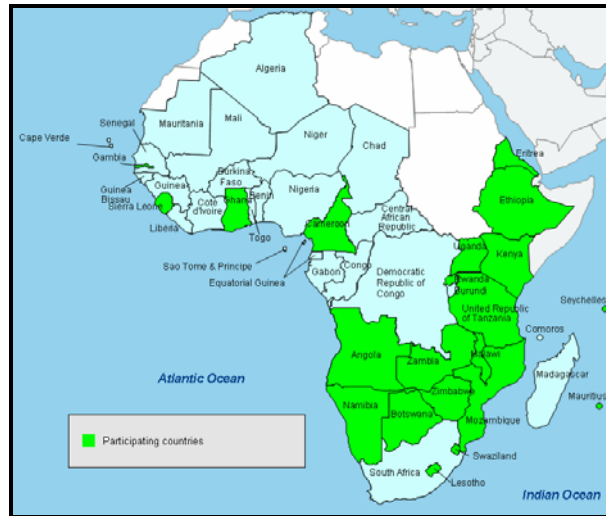 Algeria
Mauritania
Mali
Niger
Chad
Senegal
Cape Verde
Gambia
Guinea
Bissau
Guinea
Sierra Leone
Liberia
Cote
d'Ivoire
Burkina
Faso
Ghana
Togo
Benin
Nigeria
Cameroon
Central
African
Republic
Eritrea
Ethiopia
Sao Tome & Principe
Equatorial Guinea
Gabon
Congo
Democratic
Republic of
Congo
Uganda
Kenya
Rwanda
Burundi
United Republic
of Tanzania
Seychelles
Comoros
Angola
Zambia
Malawi
Madagascar
Mauritius
Atlantic Ocean
Namibia
Botswana
Zimbabwe
Mozambique
Swaziland
South Africa
Lesotho
Participating countries
Indian Ocean